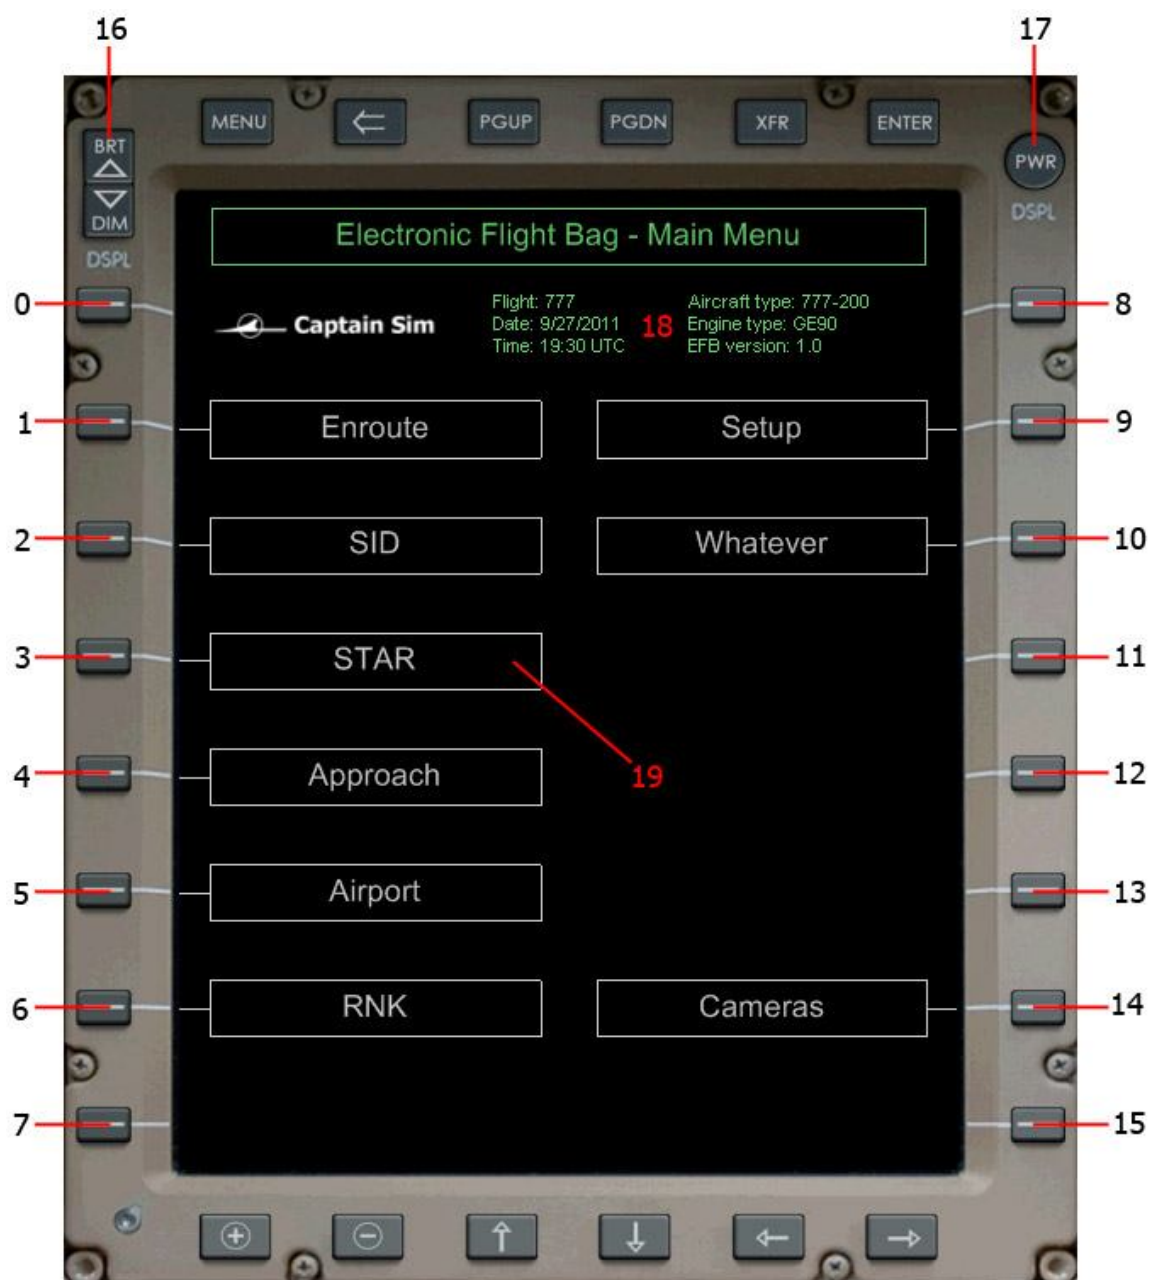 16 17
MENU PGUP PGDN XFR ENTER
BRT
DIM
DSPL
PWR
DSPL
Electronic Flight Bag - Main Menu
0 8
Captain Sim
Flight: 777
Date: 9/27/2011
Time: 19:30 UTC
18
Aircraft type: 777-200
Engine type: GE90
EFB version: 1.0
1 Enroute Setup 9
2 SID Whatever 10
3 STAR 11
4 Approach 19 12
5 Airport 13
6 RNK Cameras 14
7 15